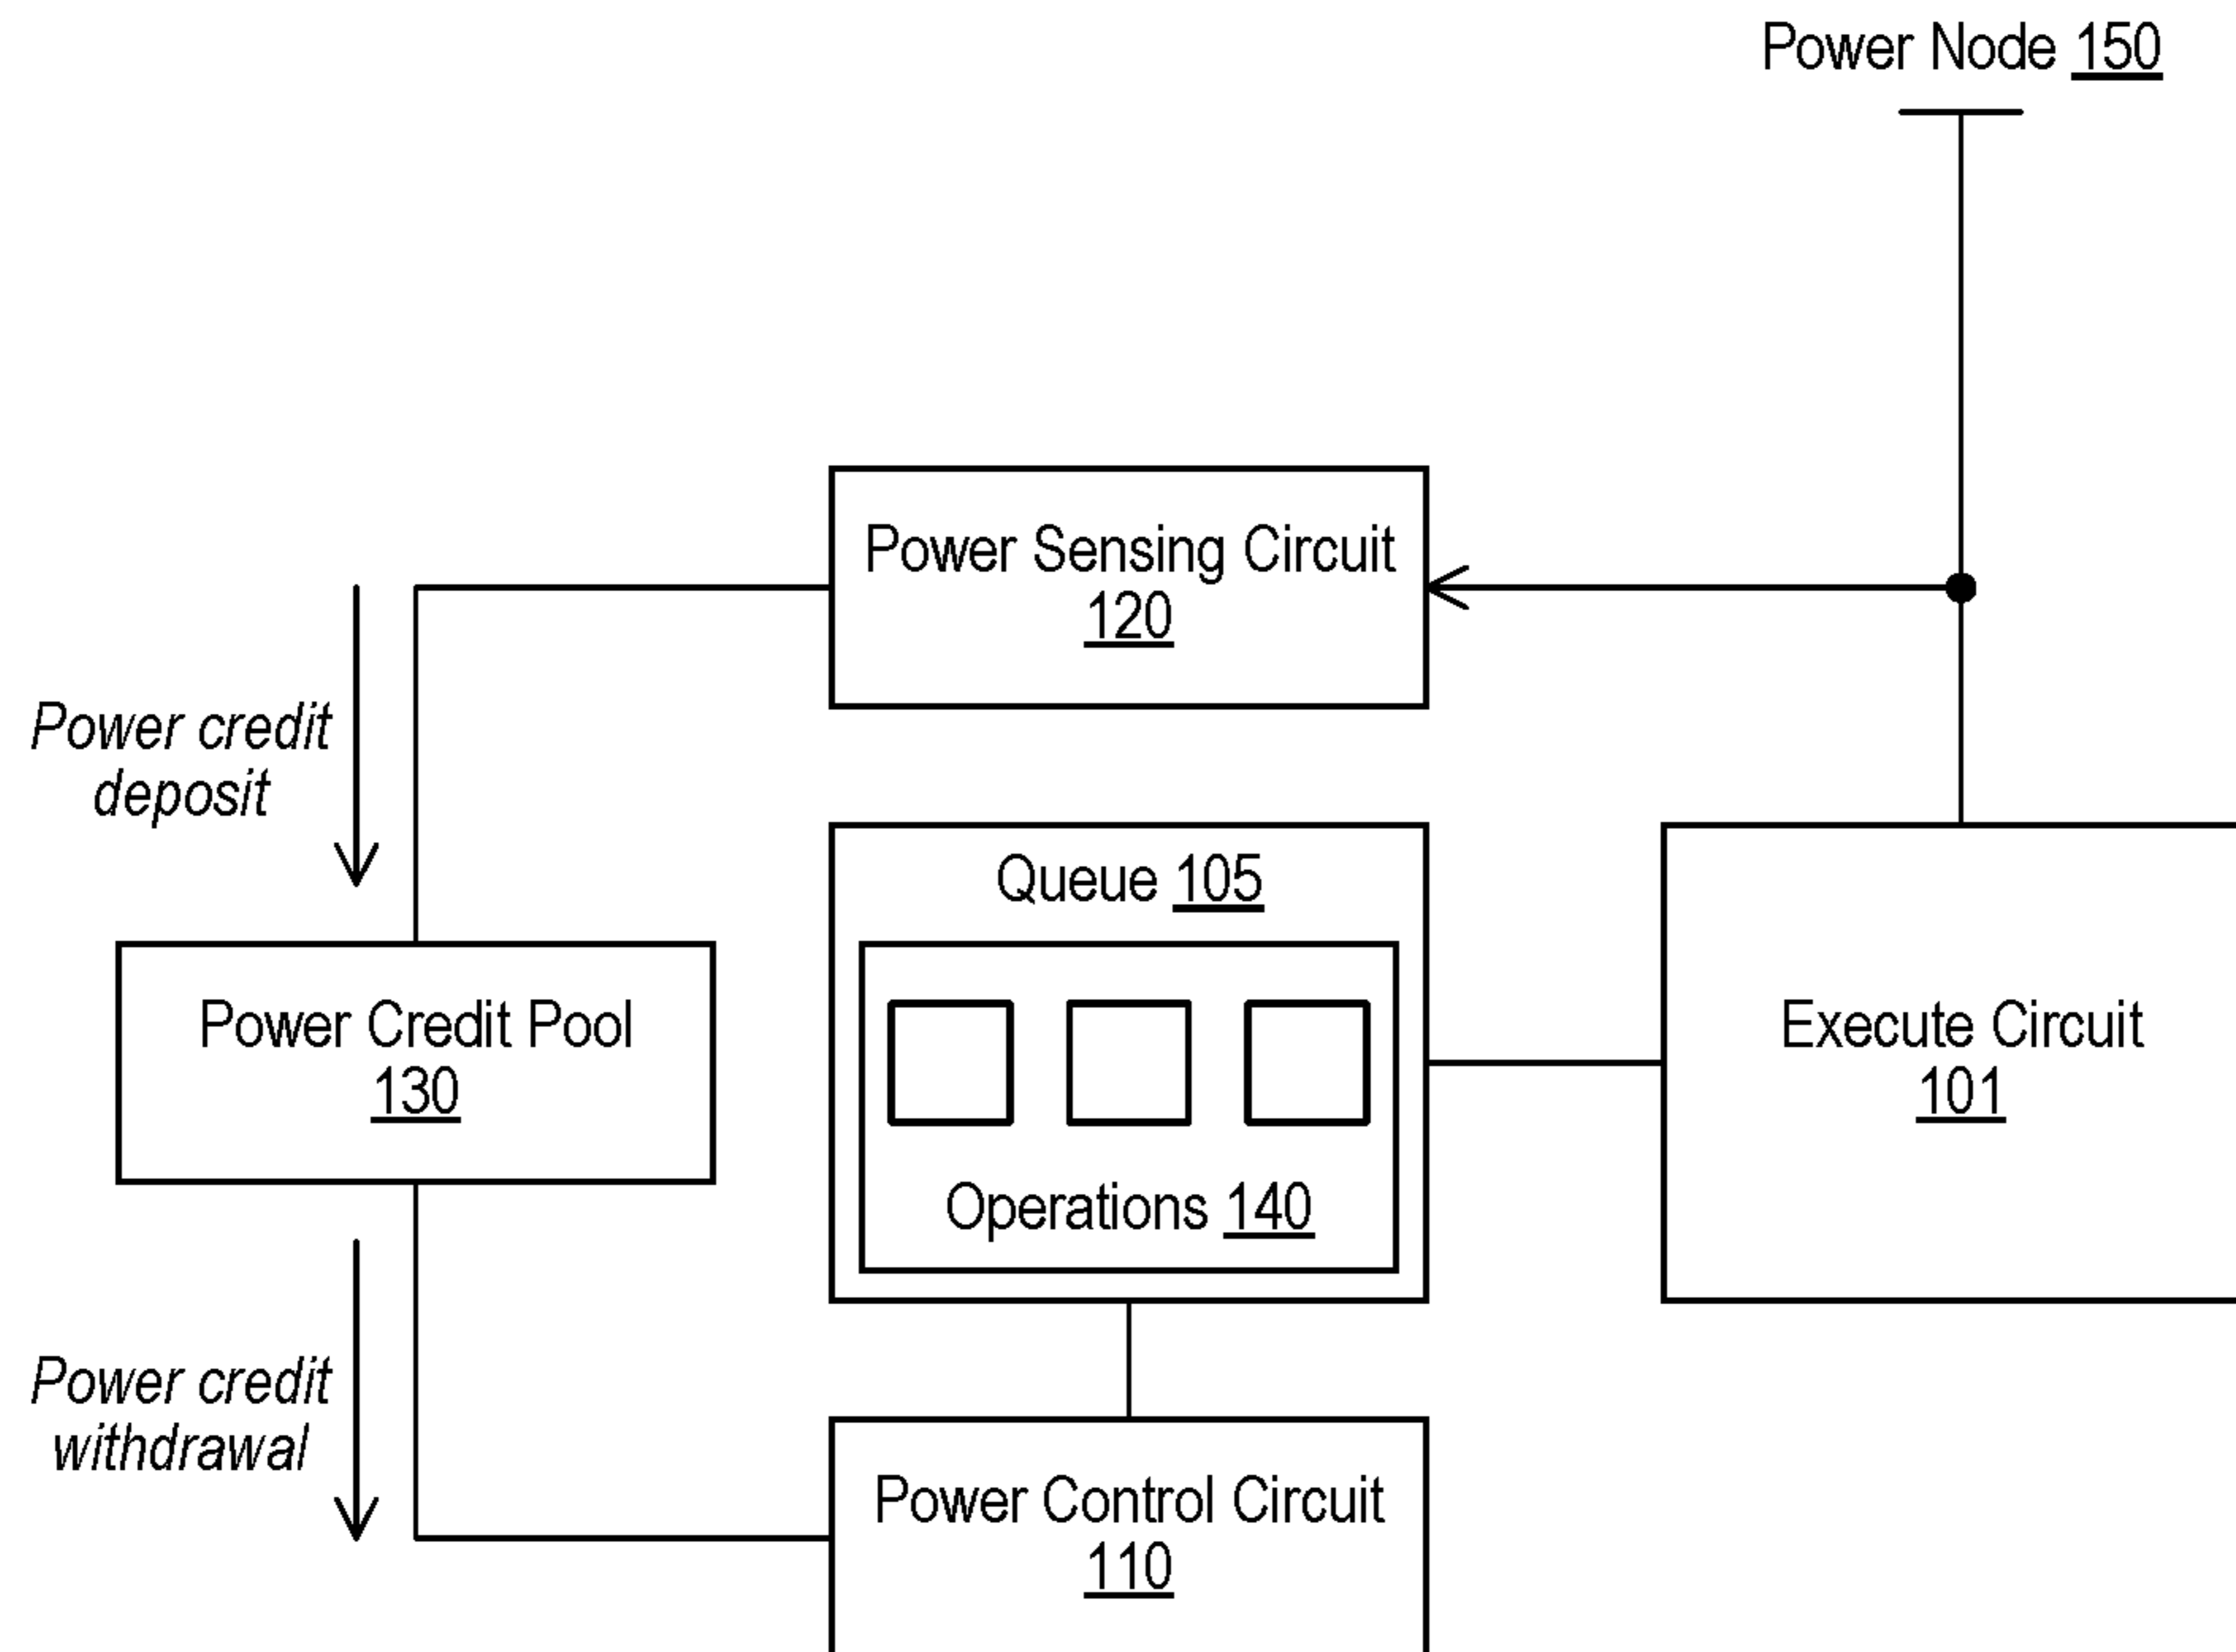 Power Node 150
Power Sensing Circuit
120
Power credit
deposit
Queue 105
Power Credit Pool
130
Execute Circuit
101
Operations 140
Power credit
withdrawal
Power Control Circuit
110